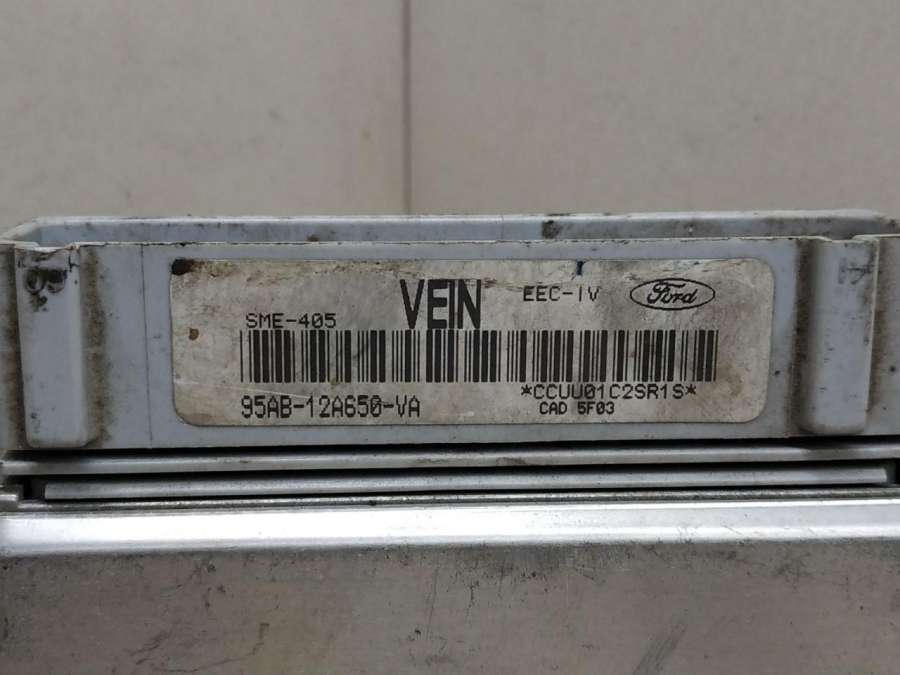 VEIN EEC-IV Ford
SME-405
*CCUU01C2SR1S*
95AB-12A650-VA CAD 5F03